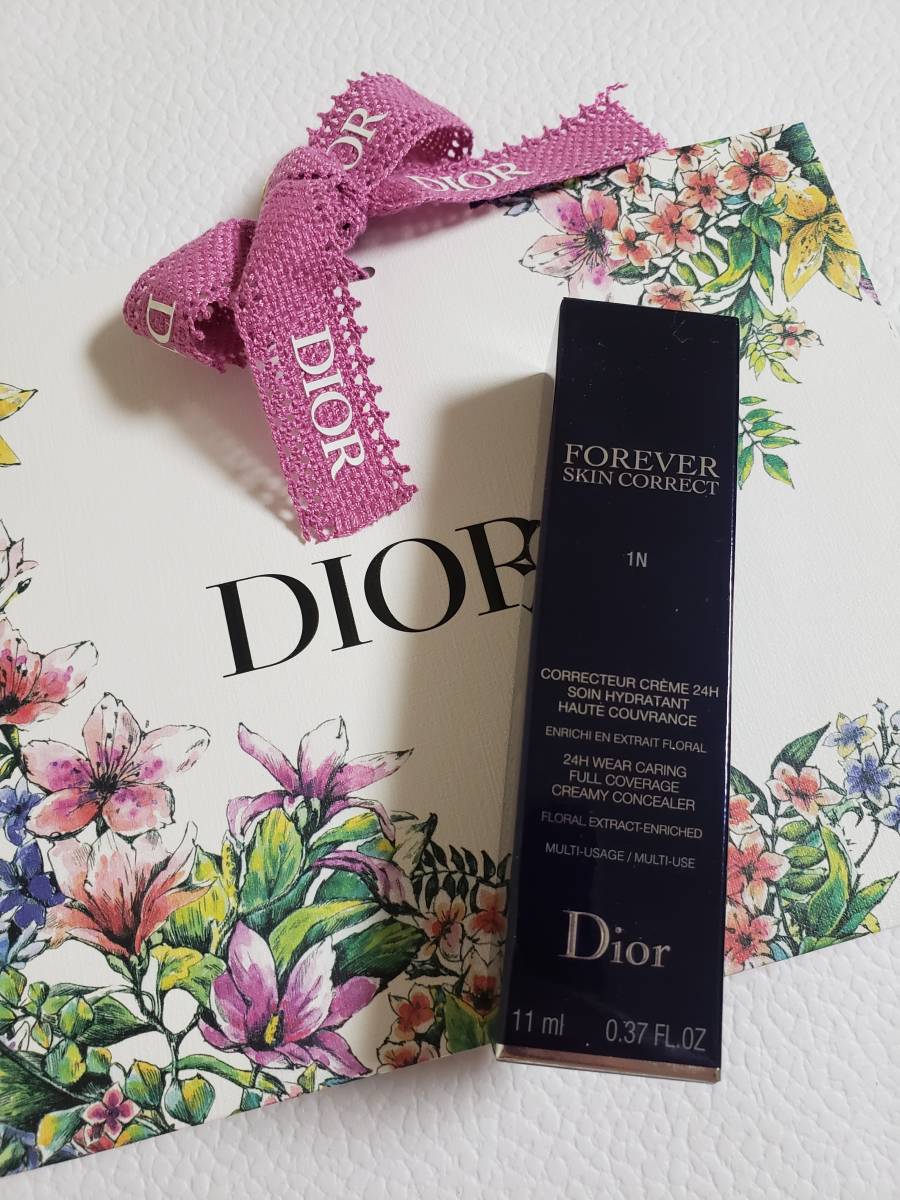 DIOR
DIOR
DIOR
D
DIOR
FOREVER
SKIN CORRECT
1N
CORRECTEUR CRÈME 24H
SOIN HYDRATANT
HAUTE COUVRANCE
ENRICHI EN EXTRAIT FLORAL
24H WEAR CARING
FULL COVERAGE
CREAMY CONCEALER
FLORAL EXTRACT-ENRICHED
MULTI-USAGE / MULTI-USE
Dior
11 ml 0.37 FL.OZ